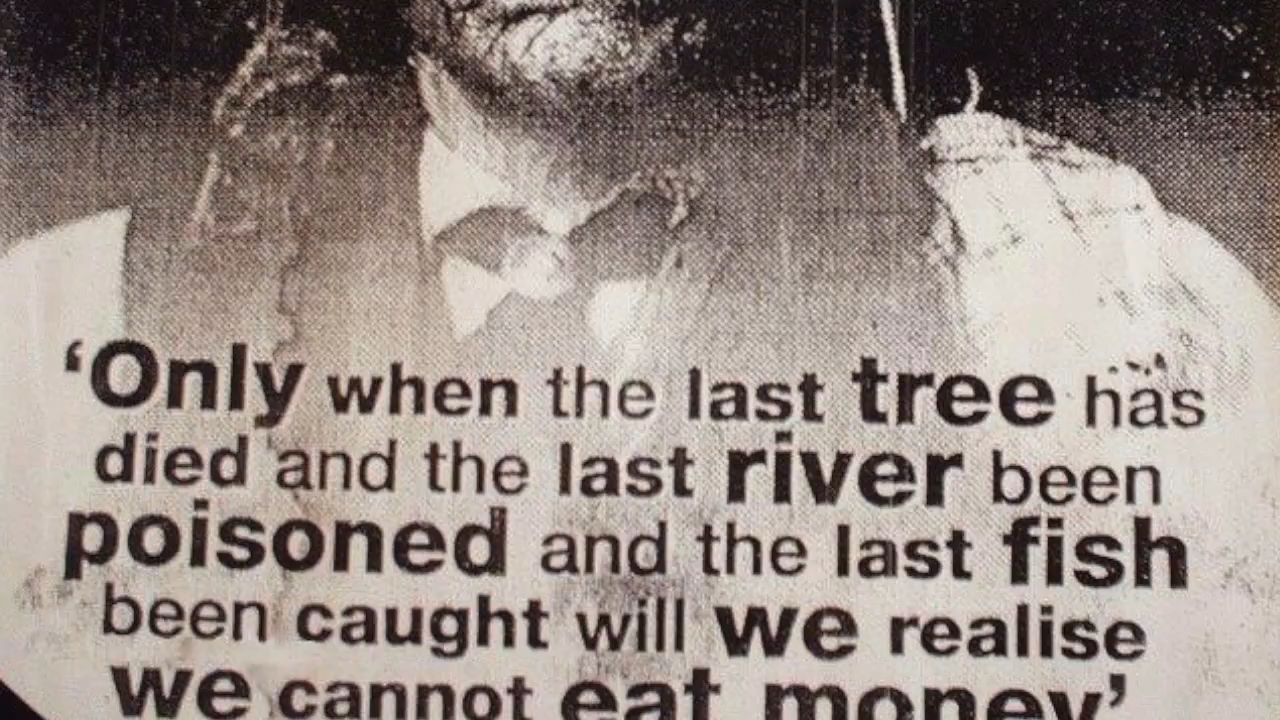 ‘Only when the last tree has
died and the last river been
poisoned and the last fish
been caught will we realise
we cannot eat money’